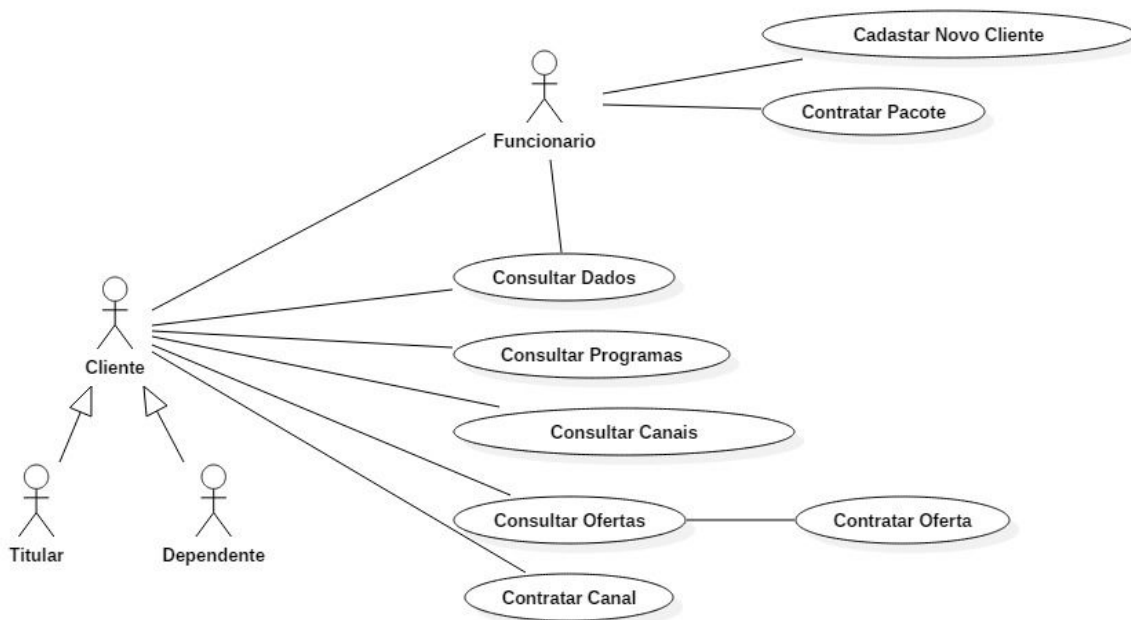 Cadastar Novo Cliente
Contratar Pacote
Funcionario
Consultar Dados
Cliente
Consultar Programas
Consultar Canais
Consultar Ofertas
Contratar Oferta
Titular
Dependente
Contratar Canal